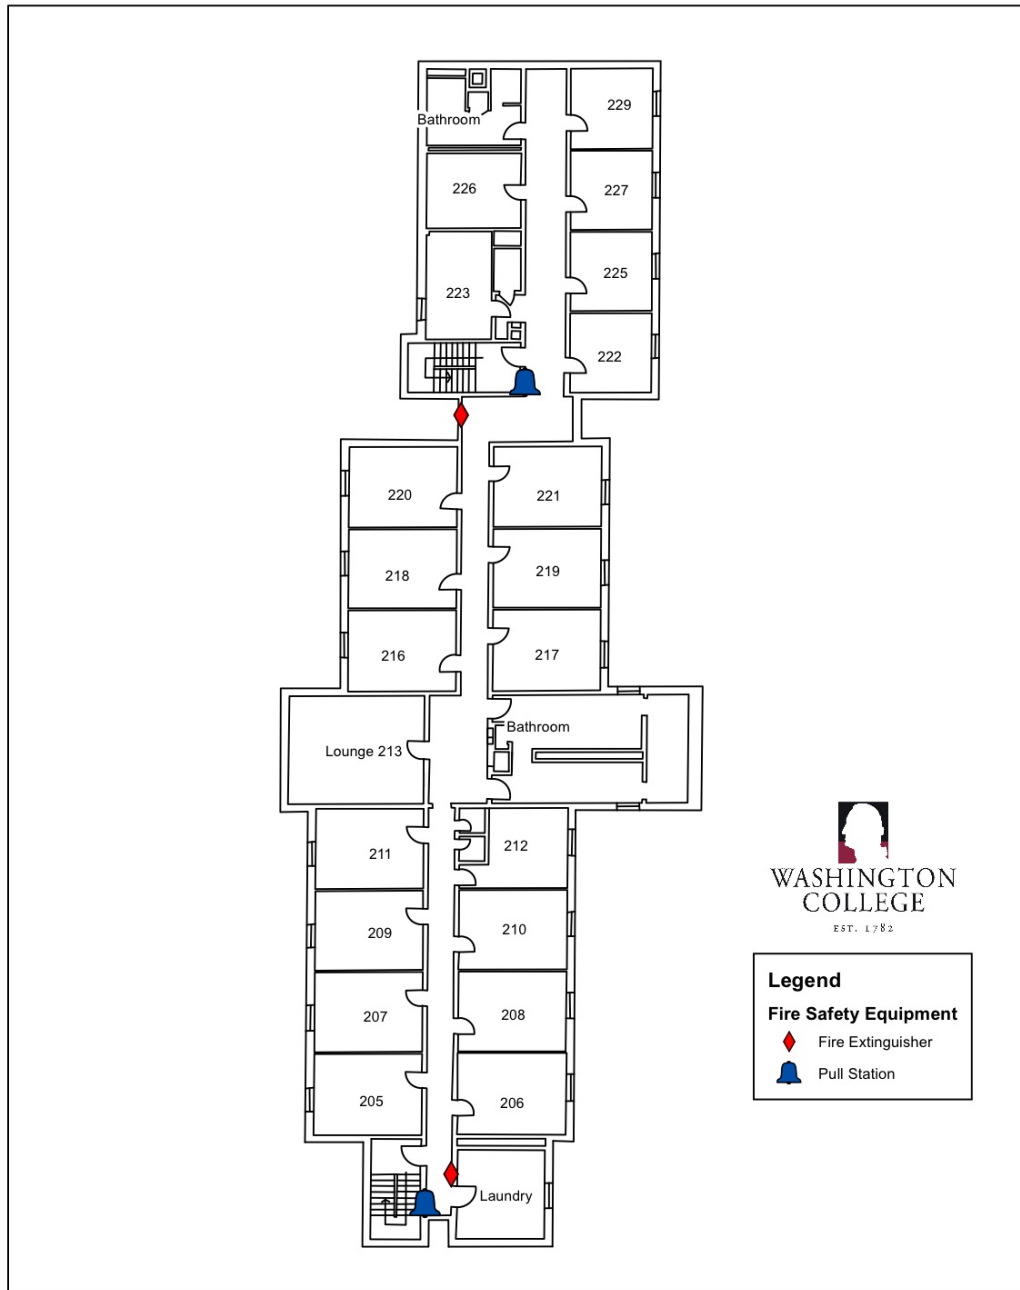 229
Bathroom
226
227
225
223
222
220
221
218
219
216
217
Bathroom
Lounge 213
211
212
209
210
207
208
205
206
Laundry
WASHINGTON
COLLEGE
EST. 1782
Legend
Fire Safety Equipment
Fire Extinguisher
Pull Station